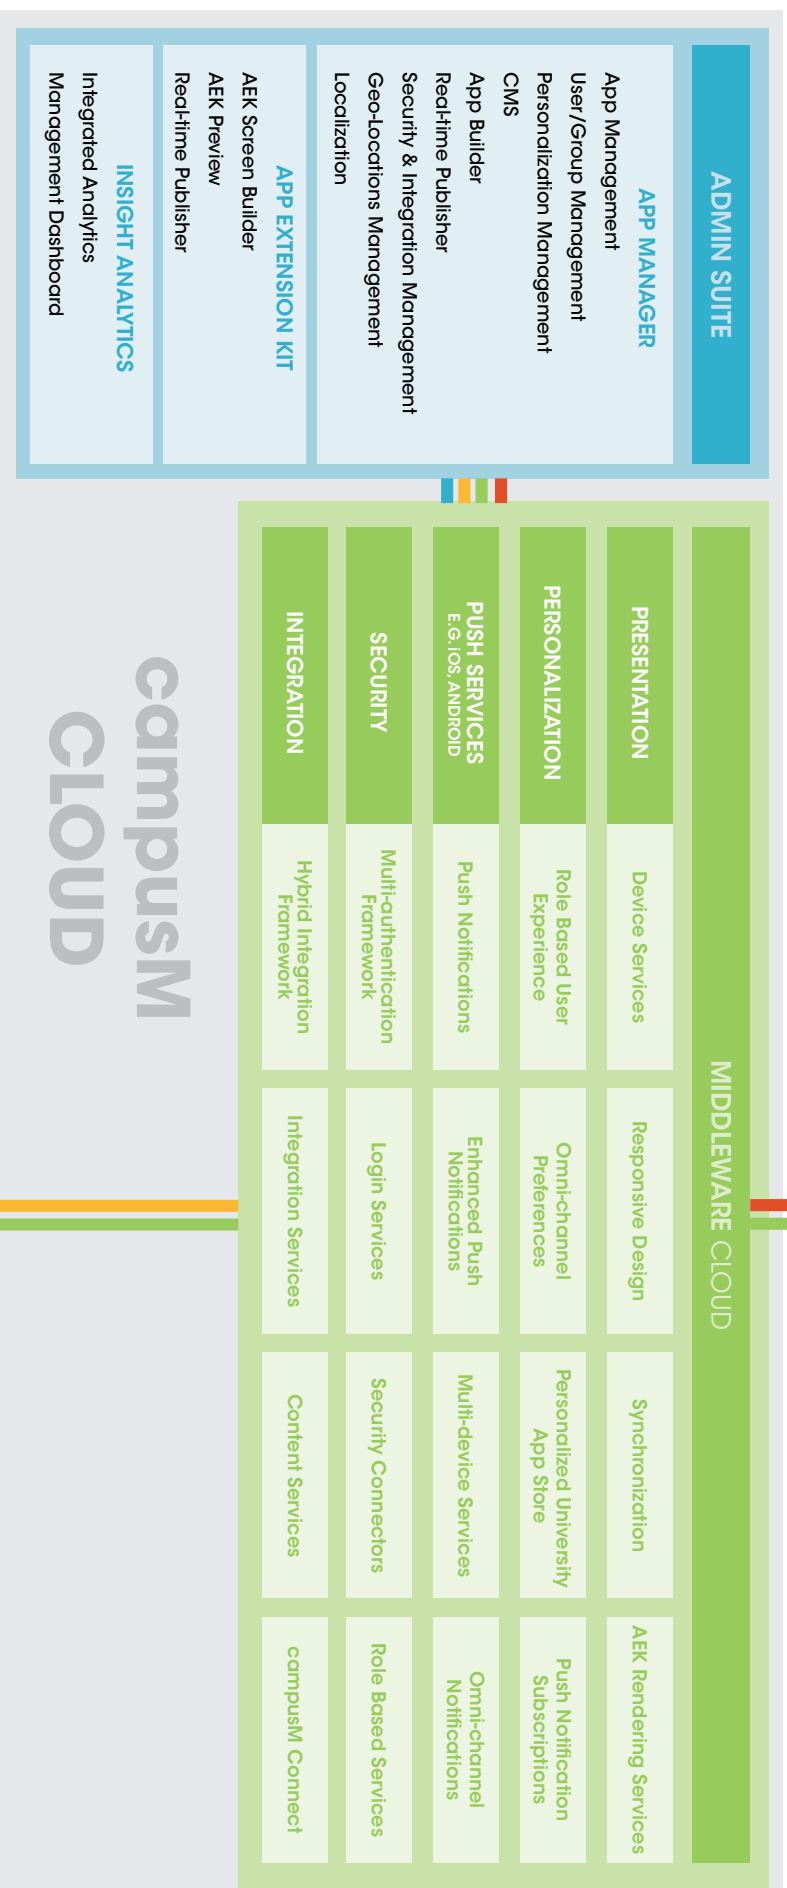 ADMIN SUITE
APP MANAGER
App Management
User/Group Management
Personalization Management
CMS
App Builder
Real-time Publisher
Security & Integration Management
Geo-Locations Management
Localization
APP EXTENSION KIT
AEK Screen Builder
AEK Preview
Real-time Publisher
INSIGHT ANALYTICS
Integrated Analytics
Management Dashboard
MIDDLEWARE CLOUD
PRESENTATION
Device Services
Responsive Design
Synchronization
AEK Rendering Services
PERSONALIZATION
Role Based User
Experience
Omni-channel
Preferences
Personalized University
App Store
Push Notification
Subscriptions
PUSH SERVICES
E.G. iOS, ANDROID
Push Notifications
Enhanced Push
Notifications
Multi-device Services
Omni-channel
Notifications
SECURITY
Multi-authentication
Framework
Login Services
Security Connectors
Role Based Services
INTEGRATION
Hybrid Integration
Framework
Integration Services
Content Services
campusM Connect
campusM
CLOUD